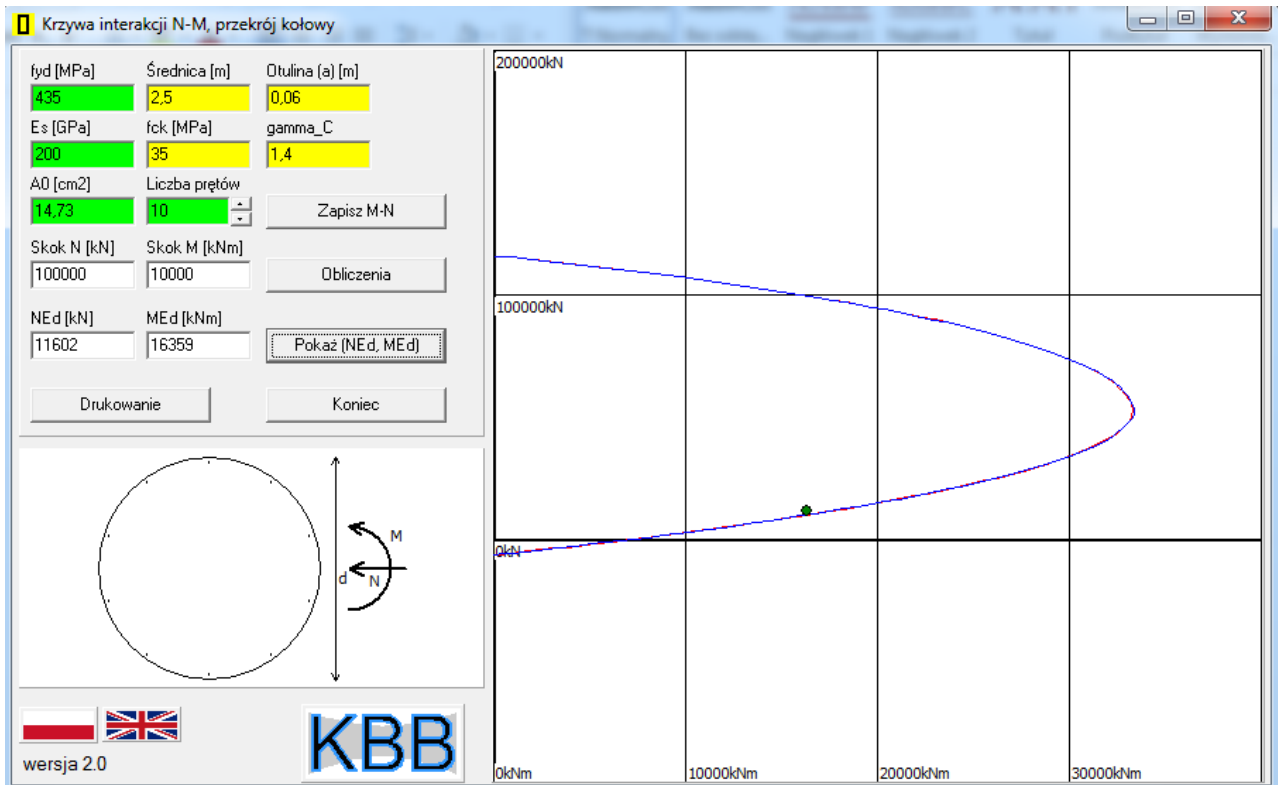 Krzywa interakcji N-M, przekrój kołowy
fyd [MPa] Średnica [m] Otulina (a) [m]
435 2,5 0,06
Es [GPa] fck [MPa] gamma_C
200 35 1,4
A0 [cm2] Liczba prętów
14,73 10 Zapisz M-N
Skok N [kN] Skok M [kNm]
100000 10000 Obliczenia
NEd [kN] MEd [kNm]
11602 16359 Pokaż (NEd, MEd)
Drukowanie Koniec
M
d N
KBB
wersja 2.0
200000kN
100000kN
0kN
0kNm 10000kNm 20000kNm 30000kNm